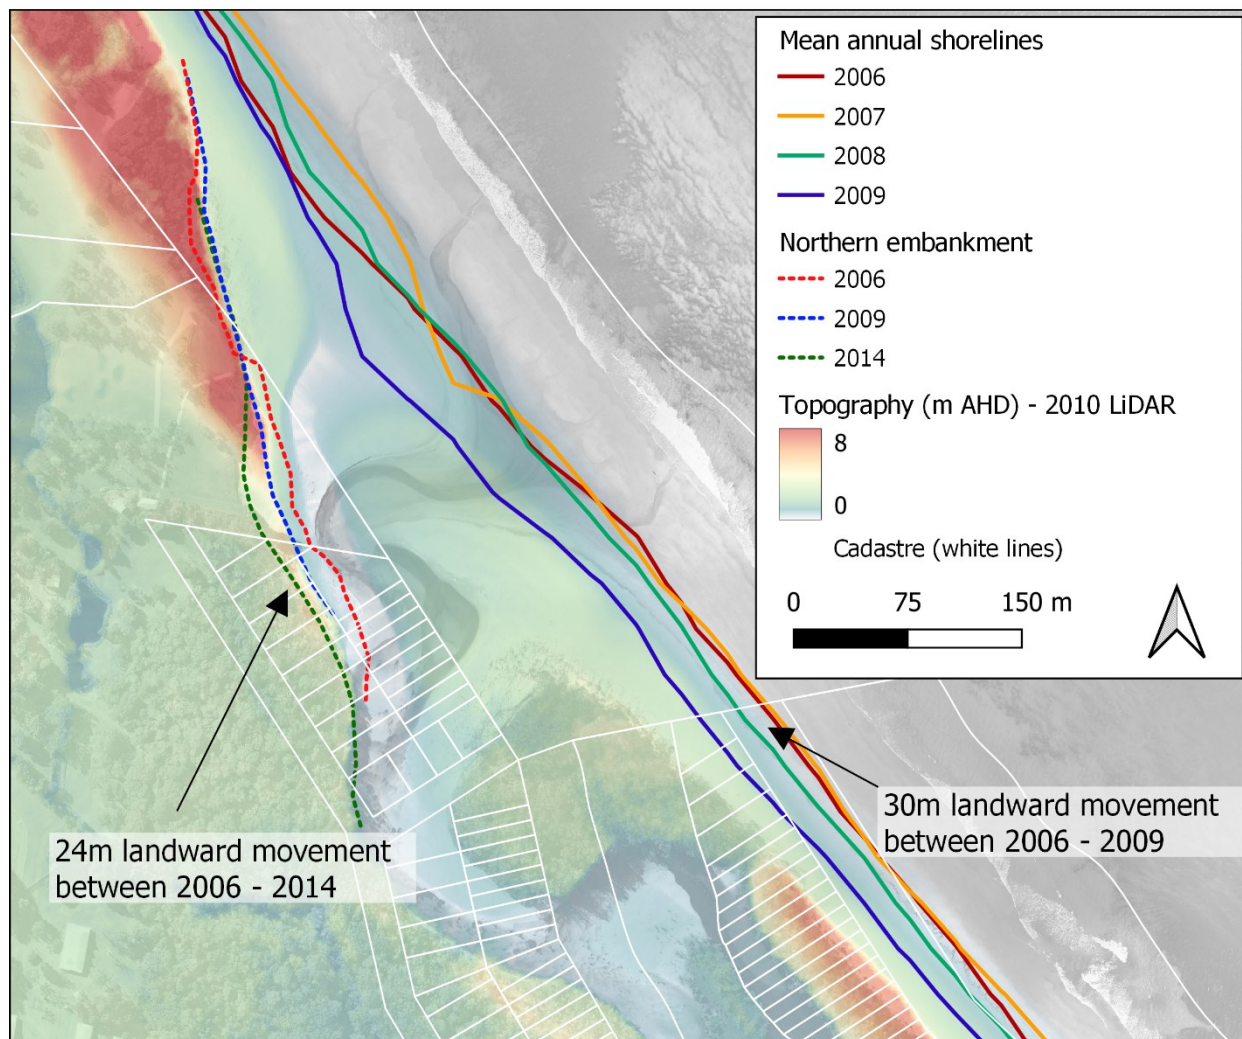 Mean annual shorelines
2006
2007
2008
2009
Northern embankment
2006
2009
2014
Topography (m AHD) - 2010 LiDAR
8
0
Cadastre (white lines)
0 75 150 m
24m landward movement
between 2006 - 2014
30m landward movement
between 2006 - 2009